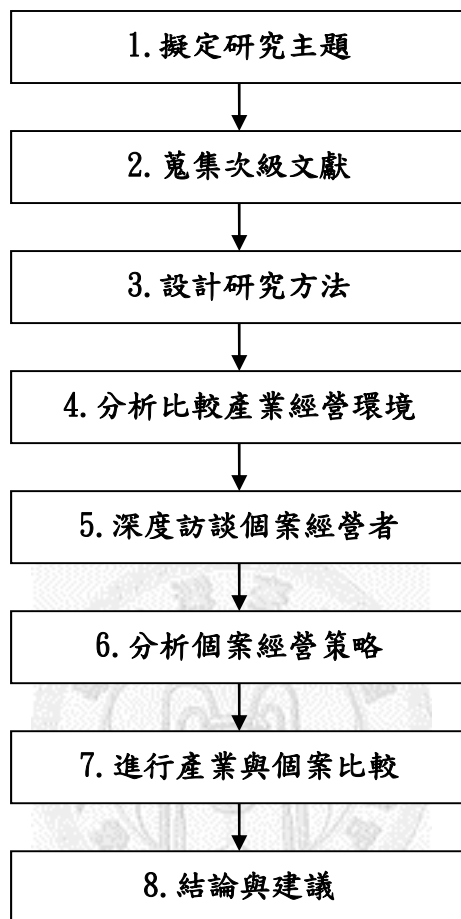 1.擬定研究主題
2.蒐集次級文獻
3.設計研究方法
4.分析比較產業經營環境
5.深度訪談個案經營者
6.分析個案經營策略
7.進行產業與個案比較
8.結論與建議